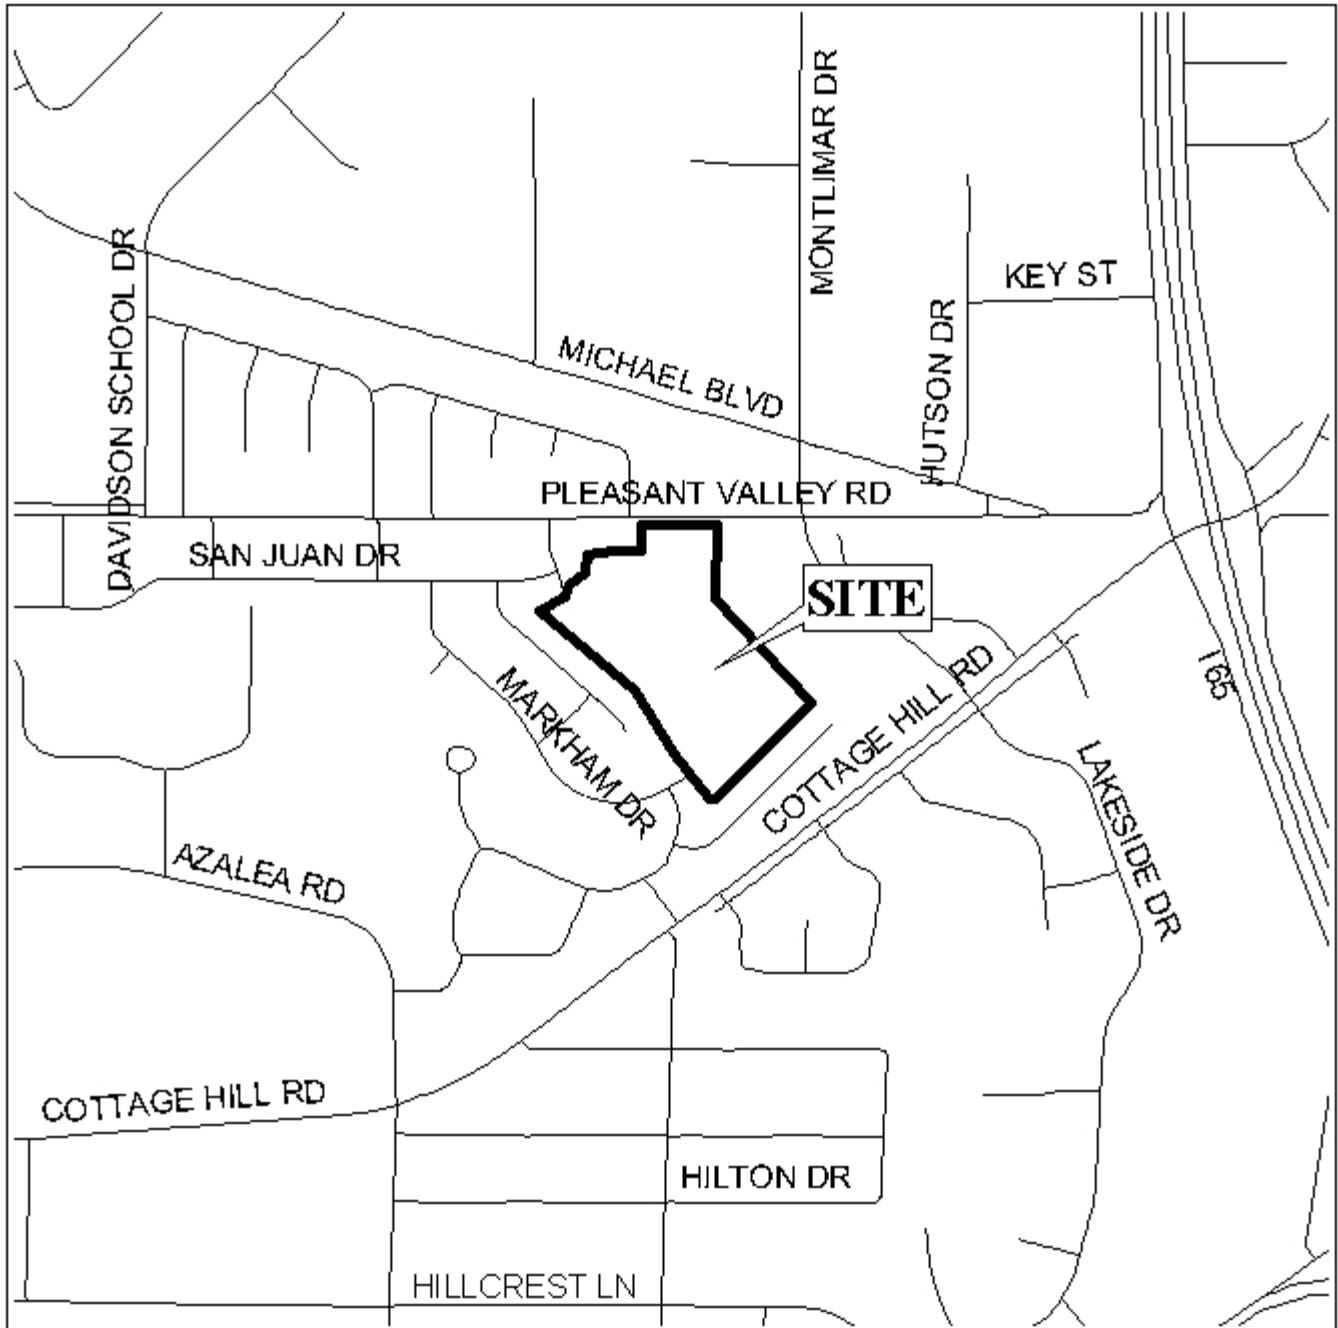 MONTLIMAR DR
DAVIDSON SCHOOL DR
KEY ST
HUTSON DR
MICHAEL BLVD
PLEASANT VALLEY RD
SAN JUAN DR
SITE
I 65
COTTAGE HILL RD
MARKHAM DR
LAKESIDE DR
AZALEA RD
COTTAGE HILL RD
HILTON DR
HILLCREST LN